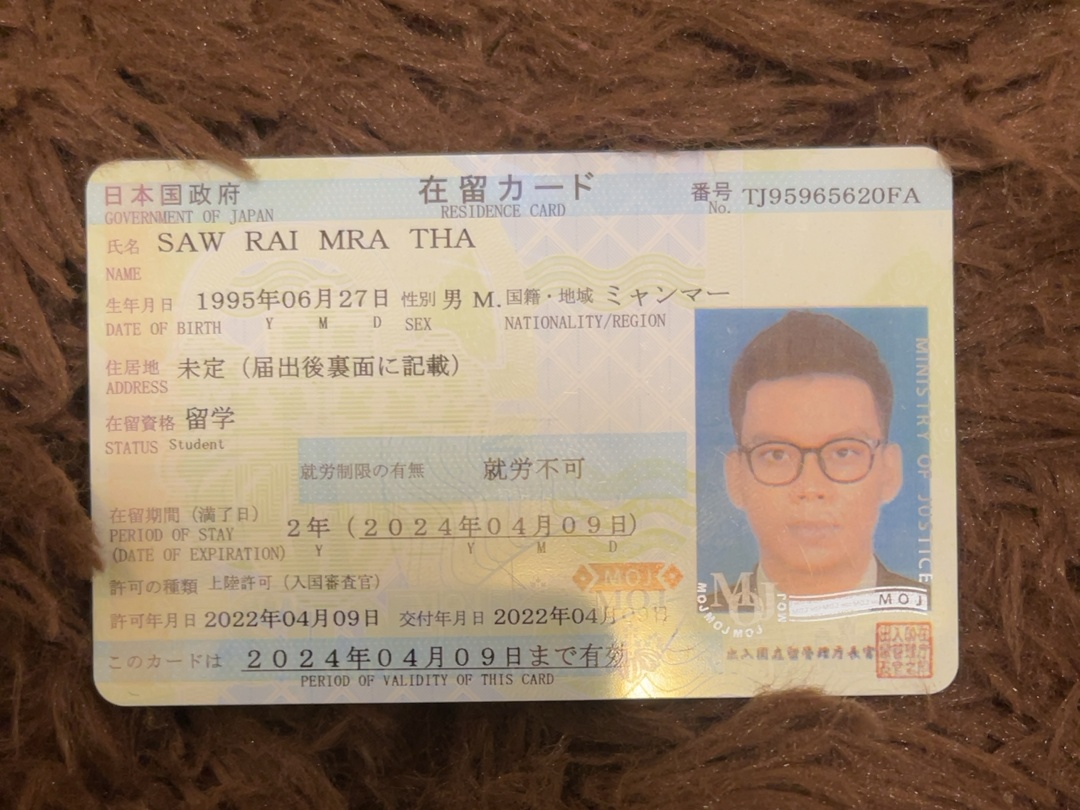 日本国政府 在留カード 番号 TJ95965620FA
GOVERNMENT OF JAPAN RESIDENCE CARD No.
氏名 SAW RAI MRA THA
NAME
生年月日 1995年06月27日 性別 男 M. 国籍・地域 ミャンマー
DATE OF BIRTH Y M D SEX NATIONALITY/REGION
住居地 未定(届出後裏面に記載)
ADDRESS
在留資格 留学
STATUS Student
就労制限の有無 就労不可
在留期間(満了日) 2年(2024年04月09日)
PERIOD OF STAY
(DATE OF EXPIRATION) Y Y M D
許可の種類 上陸許可(入国審査官)
許可年月日 2022年04月09日 交付年月日 2022年04月09日
このカードは 2024年04月09日まで有効
PERIOD OF VALIDITY OF THIS CARD
MOJ
MOJ
MINISTRY OF JUSTICE
MOJ
MOJ
MOJMOJMOJMOJ
出入国在留管理庁長官